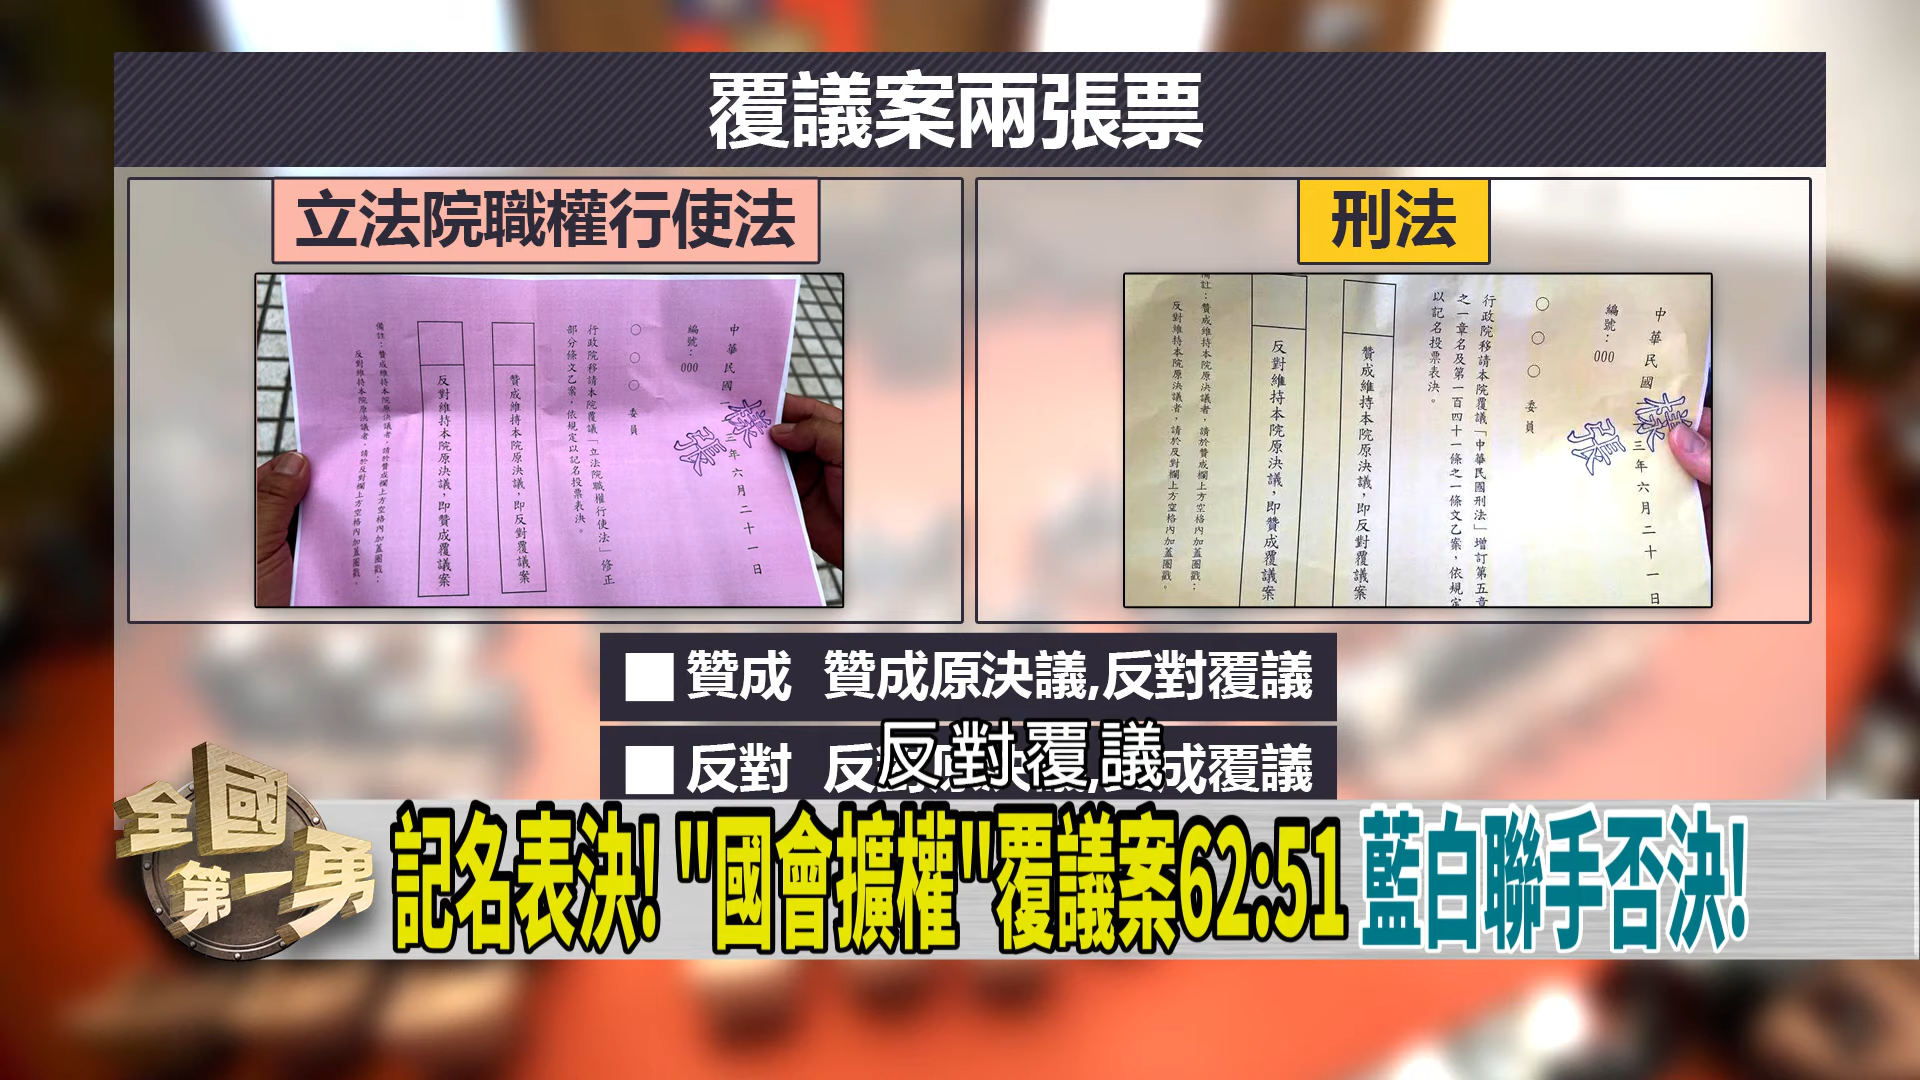 覆議案兩張票
立法院職權行使法
中華民國一三年六月二十一日
編號：000
○○○委員
行政院移請本院覆議「立法院職權行使法」修正
部分條文乙案，依規定以記名投票表決。
贊成維持本院原決議，即反對覆議案
反對維持本院原決議，即贊成覆議案
備註：贊成維持本院原決議者，請於贊成欄上方空格內加蓋圈戳；
反對維持本院原決議者，請於反對欄上方空格內加蓋圈戳。
刑法
中華民國三年六月二十一日
編號：000
○○○委員
行政院移請本院覆議「中華民國刑法」增訂第五章
之一章名及第一百四十一條之一條文乙案，依規定
以記名投票表決。
贊成維持本院原決議，即反對覆議案
反對維持本院原決議，即贊成覆議案
備註：贊成維持本院原決議者，請於贊成欄上方空格內加蓋圈戳；
反對維持本院原決議者，請於反對欄上方空格內加蓋圈戳。
■贊成 贊成原決議,反對覆議
■反對 反對原決議,贊成覆議
反對覆議
全國第一勇
記名表決!"國會擴權"覆議案62:51 藍白聯手否決!